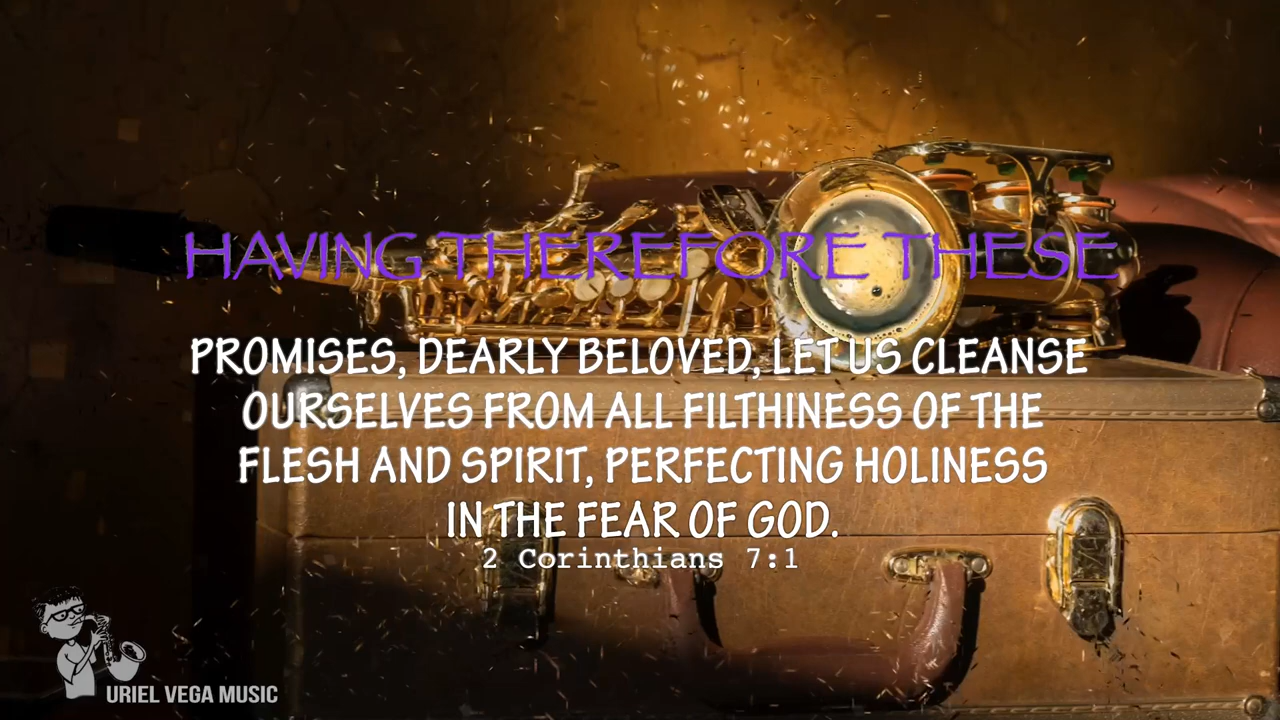 HAVING THEREFORE THESE
PROMISES, DEARLY BELOVED, LET US CLEANSE
OURSELVES FROM ALL FILTHINESS OF THE
FLESH AND SPIRIT, PERFECTING HOLINESS
IN THE FEAR OF GOD.
2 Corinthians 7:1
URIEL VEGA MUSIC